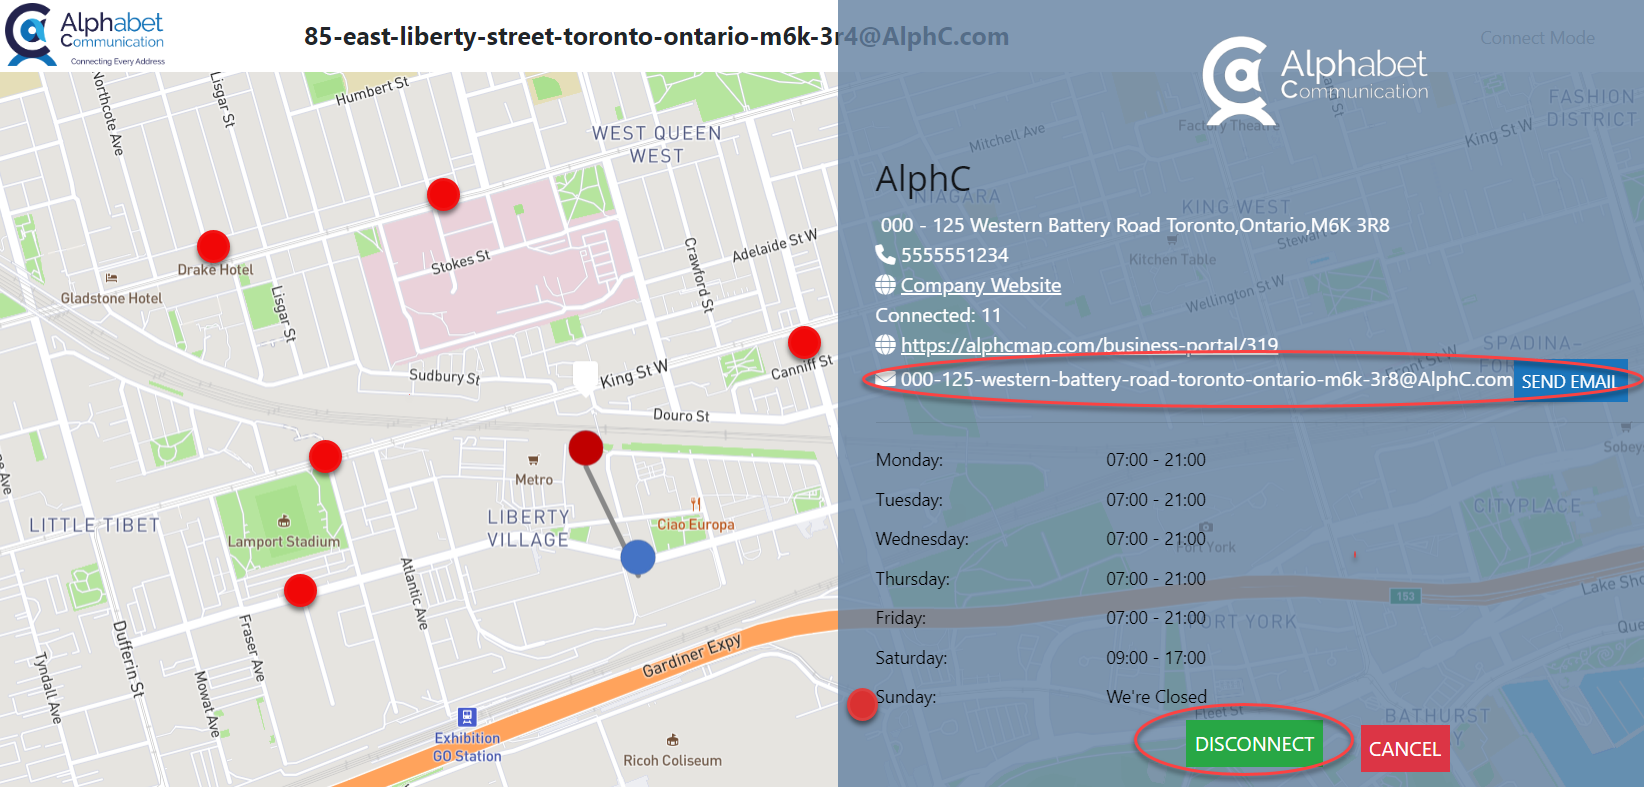 Alphabet
Communication
Connecting Every Address
85-east-liberty-street-toronto-ontario-m6k-3r4@AlphC.com
Connect Mode
Alphabet
Communication
Northcote Ave
Lisgar St
Humbert St
WEST QUEEN
WEST
Drake Hotel
Gladstone Hotel
Lisgar St
Stokes St
Crawford St
Adelaide St W
Sudbury St
King St W
Canniff St
Douro St
Metro
LIBERTY
VILLAGE
Ciao Europa
LITTLE TIBET
Lamport Stadium
Atlantic Ave
Dufferin St
Fraser Ave
Mowat Ave
Tyndall Ave
Gardiner Expy
Exhibition
GO Station
Ricoh Coliseum
Mitchell Ave
Factory Theatre
King St W
FASHION
DISTRICT
NIAGARA
KING WEST
Kitchen Table
Wellington St W
SPADINA–
Front St W
CITYPLACE
Fort York
153
Lake Sho
FORT YORK
Que
Sobey
Fleet St
BATHURST
AlphC
000 - 125 Western Battery Road Toronto,Ontario,M6K 3R8
5555551234
Company Website
Connected: 11
https://alphcmap.com/business-portal/319
000-125-western-battery-road-toronto-ontario-m6k-3r8@AlphC.com
SEND EMAIL
Monday: 07:00 - 21:00
Tuesday: 07:00 - 21:00
Wednesday: 07:00 - 21:00
Thursday: 07:00 - 21:00
Friday: 07:00 - 21:00
Saturday: 09:00 - 17:00
Sunday: We're Closed
DISCONNECT
CANCEL